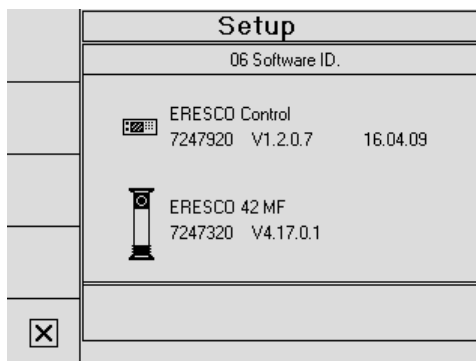 Setup
06 Software ID.
ERESCO Control
7247920 V1.2.0.7 16.04.09
ERESCO 42 MF
7247320 V4.17.0.1